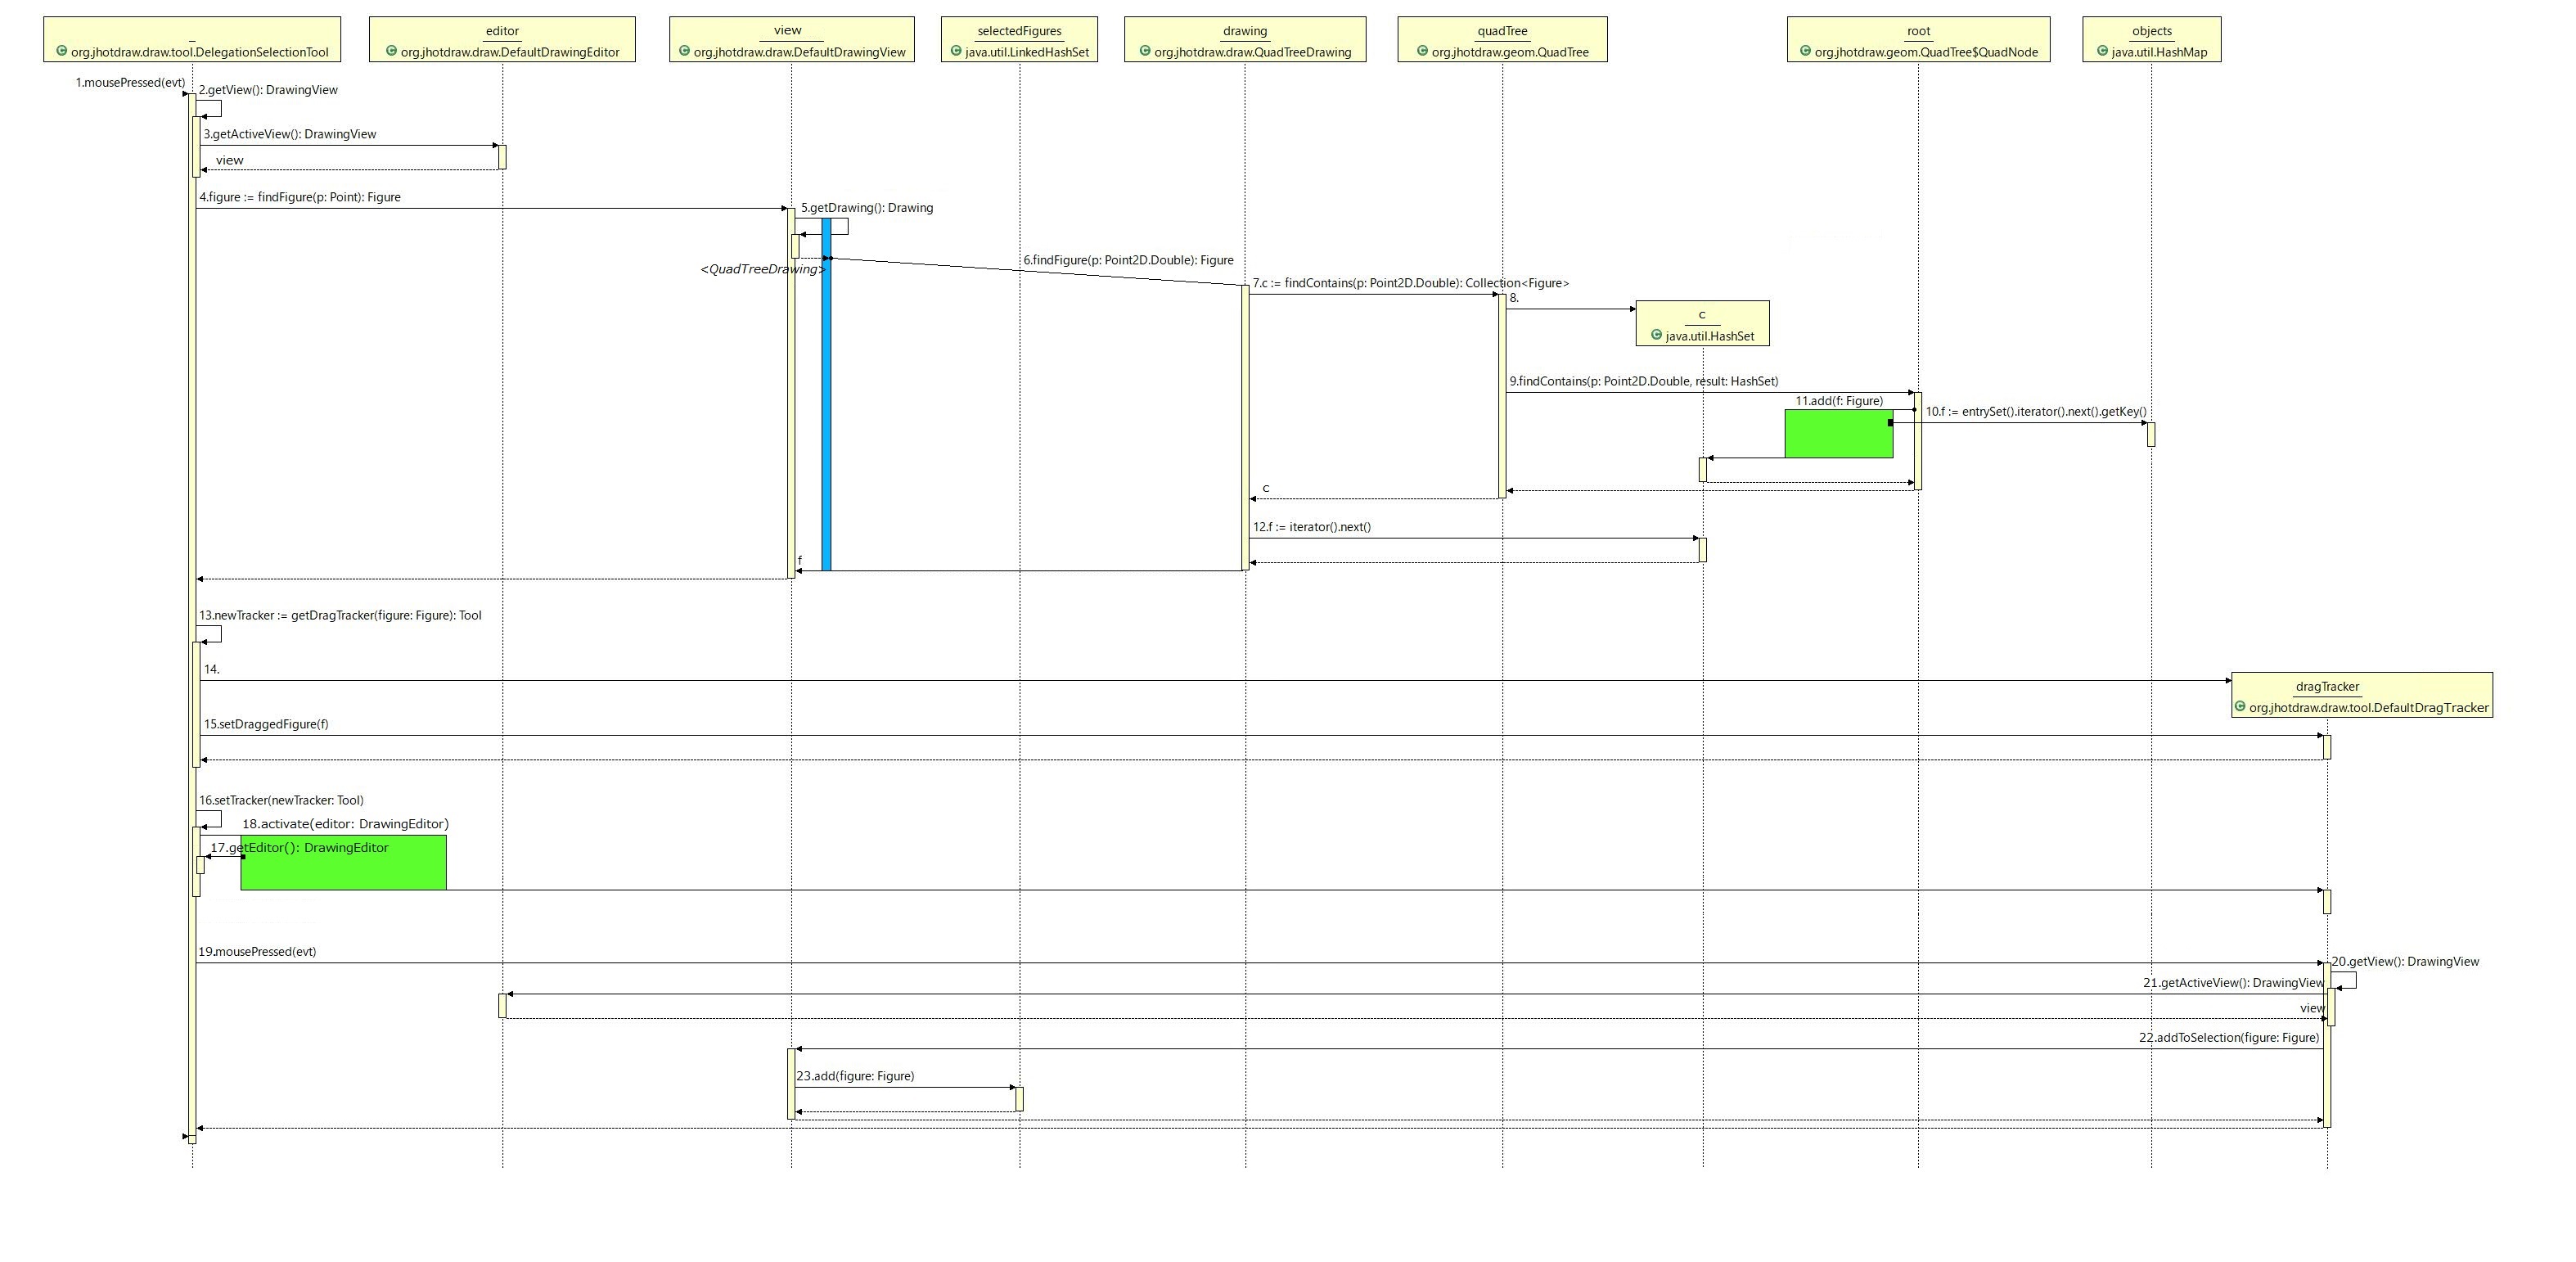 _
org.jhotdraw.draw.tool.DelegationSelectionTool
editor
org.jhotdraw.draw.DefaultDrawingEditor
view
org.jhotdraw.draw.DefaultDrawingView
selectedFigures
java.util.LinkedHashSet
drawing
org.jhotdraw.draw.QuadTreeDrawing
quadTree
org.jhotdraw.geom.QuadTree
root
org.jhotdraw.geom.QuadTree$QuadNode
objects
java.util.HashMap
1.mousePressed(evt)
2.getView(): DrawingView
3.getActiveView(): DrawingView
view
4.figure := findFigure(p: Point): Figure
5.getDrawing(): Drawing
<QuadTreeDrawing>
6.findFigure(p: Point2D.Double): Figure
7.c := findContains(p: Point2D.Double): Collection<Figure>
8.
c
java.util.HashSet
9.findContains(p: Point2D.Double, result: HashSet)
11.add(f: Figure)
10.f := entrySet().iterator().next().getKey()
c
12.f := iterator().next()
f
13.newTracker := getDragTracker(figure: Figure): Tool
14.
dragTracker
org.jhotdraw.draw.tool.DefaultDragTracker
15.setDraggedFigure(f)
16.setTracker(newTracker: Tool)
18.activate(editor: DrawingEditor)
17.getEditor(): DrawingEditor
19.mousePressed(evt)
20.getView(): DrawingView
21.getActiveView(): DrawingView
view
22.addToSelection(figure: Figure)
23.add(figure: Figure)